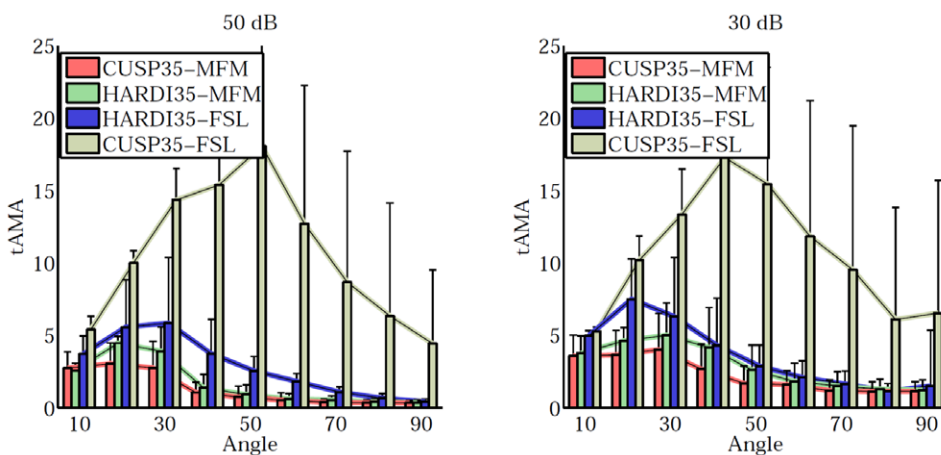 50 dB
25
20
15
10
5
0
tAMA
CUSP35–MFM
HARDI35–MFM
HARDI35–FSL
CUSP35–FSL
10 30 50 70 90
Angle
30 dB
25
20
15
10
5
0
tAMA
CUSP35–MFM
HARDI35–MFM
HARDI35–FSL
CUSP35–FSL
10 30 50 70 90
Angle